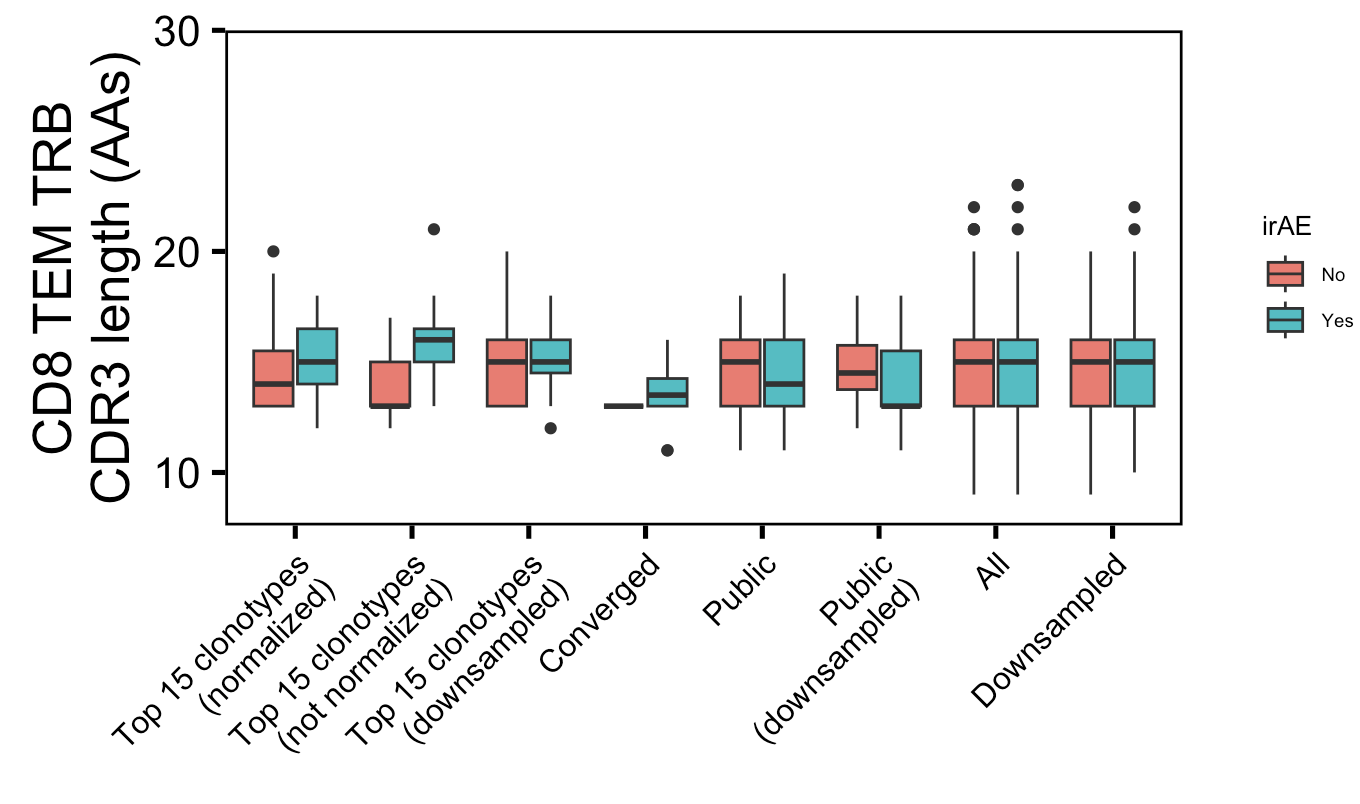 CD8 TEM TRB
CDR3 length (AAs)
30
20
10
Top 15 clonotypes
(normalized)
Top 15 clonotypes
(not normalized)
Top 15 clonotypes
(downsampled)
Converged
Public
Public
(downsampled)
All
Downsampled
irAE
No
Yes